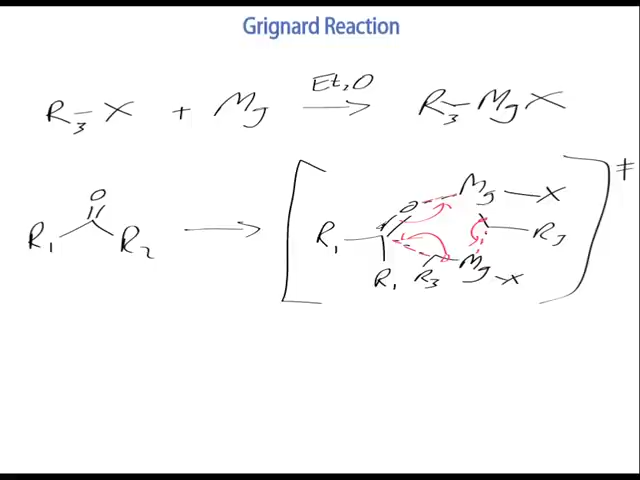 Grignard Reaction
R3-X + Mg Et2O → R3-MgX
O
R1 R2 →
O Mg X ‡
R1 R3
R1 R3 Mg-X